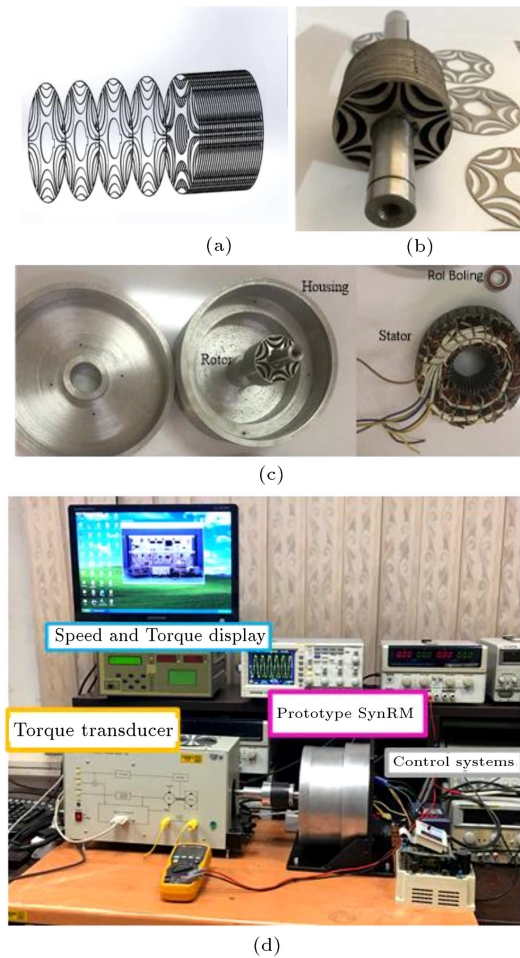 (a)
(b)
Rol Boling
Housing
Stator
Rotor
(c)
Speed and Torque display
Prototype SynRM
Torque transducer
Control systems
(d)